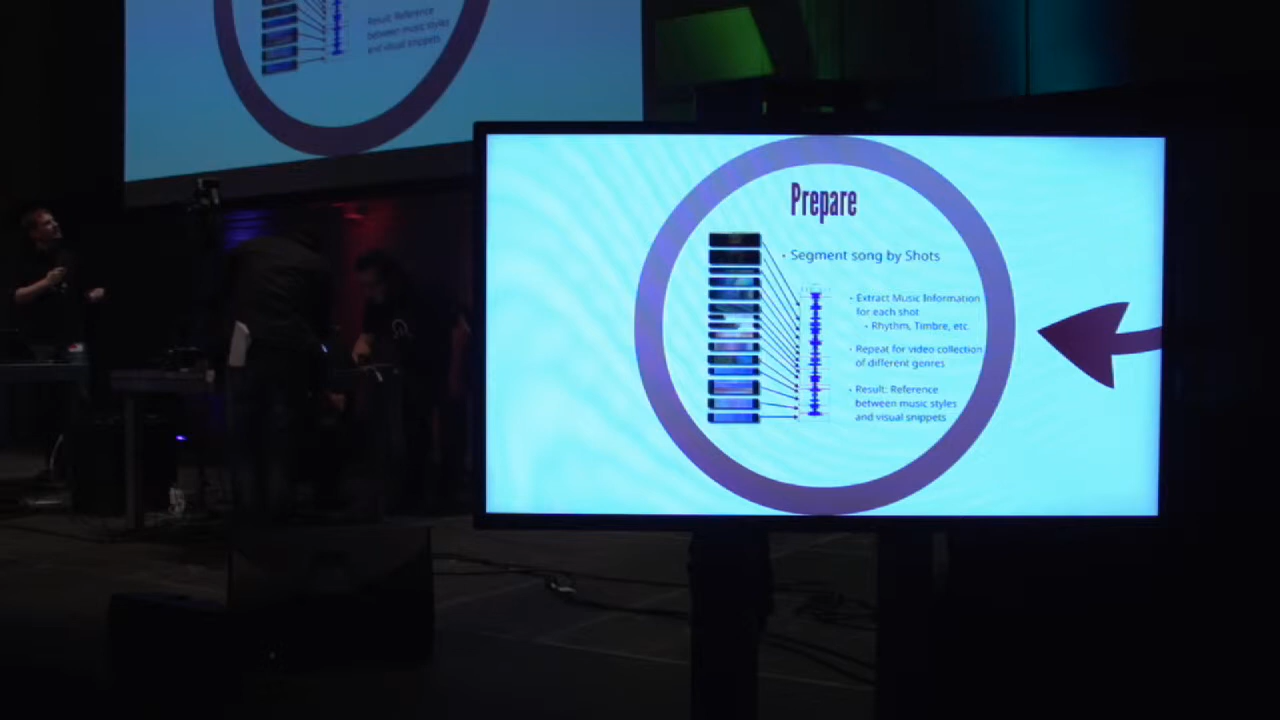 Result: Reference
between music styles
and visual snippets
Prepare
• Segment song by Shots
• Extract Music Information
for each shot
• Rhythm, Timbre, etc.
• Repeat for video collection
of different genres
• Result: Reference
between music styles
and visual snippets